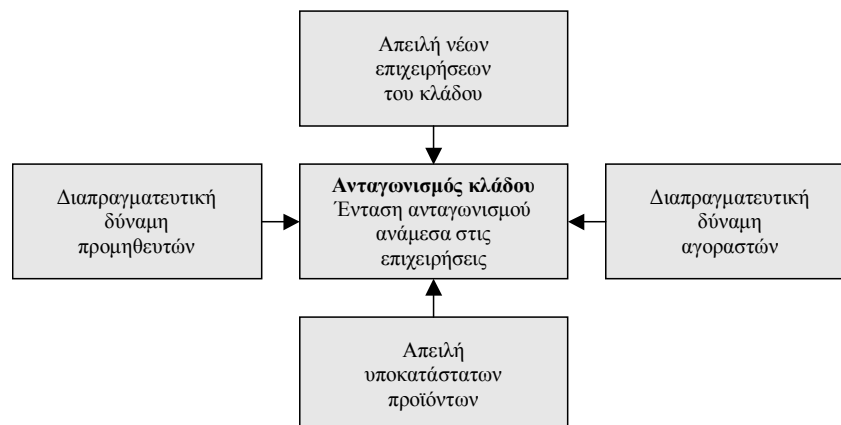 Απειλή νέων
επιχειρήσεων
του κλάδου
Διαπραγματευτική
δύναμη
προμηθευτών
Ανταγωνισμός κλάδου
Ένταση ανταγωνισμού
ανάμεσα στις
επιχειρήσεις
Διαπραγματευτική
δύναμη
αγοραστών
Απειλή
υποκατάστατων
προϊόντων